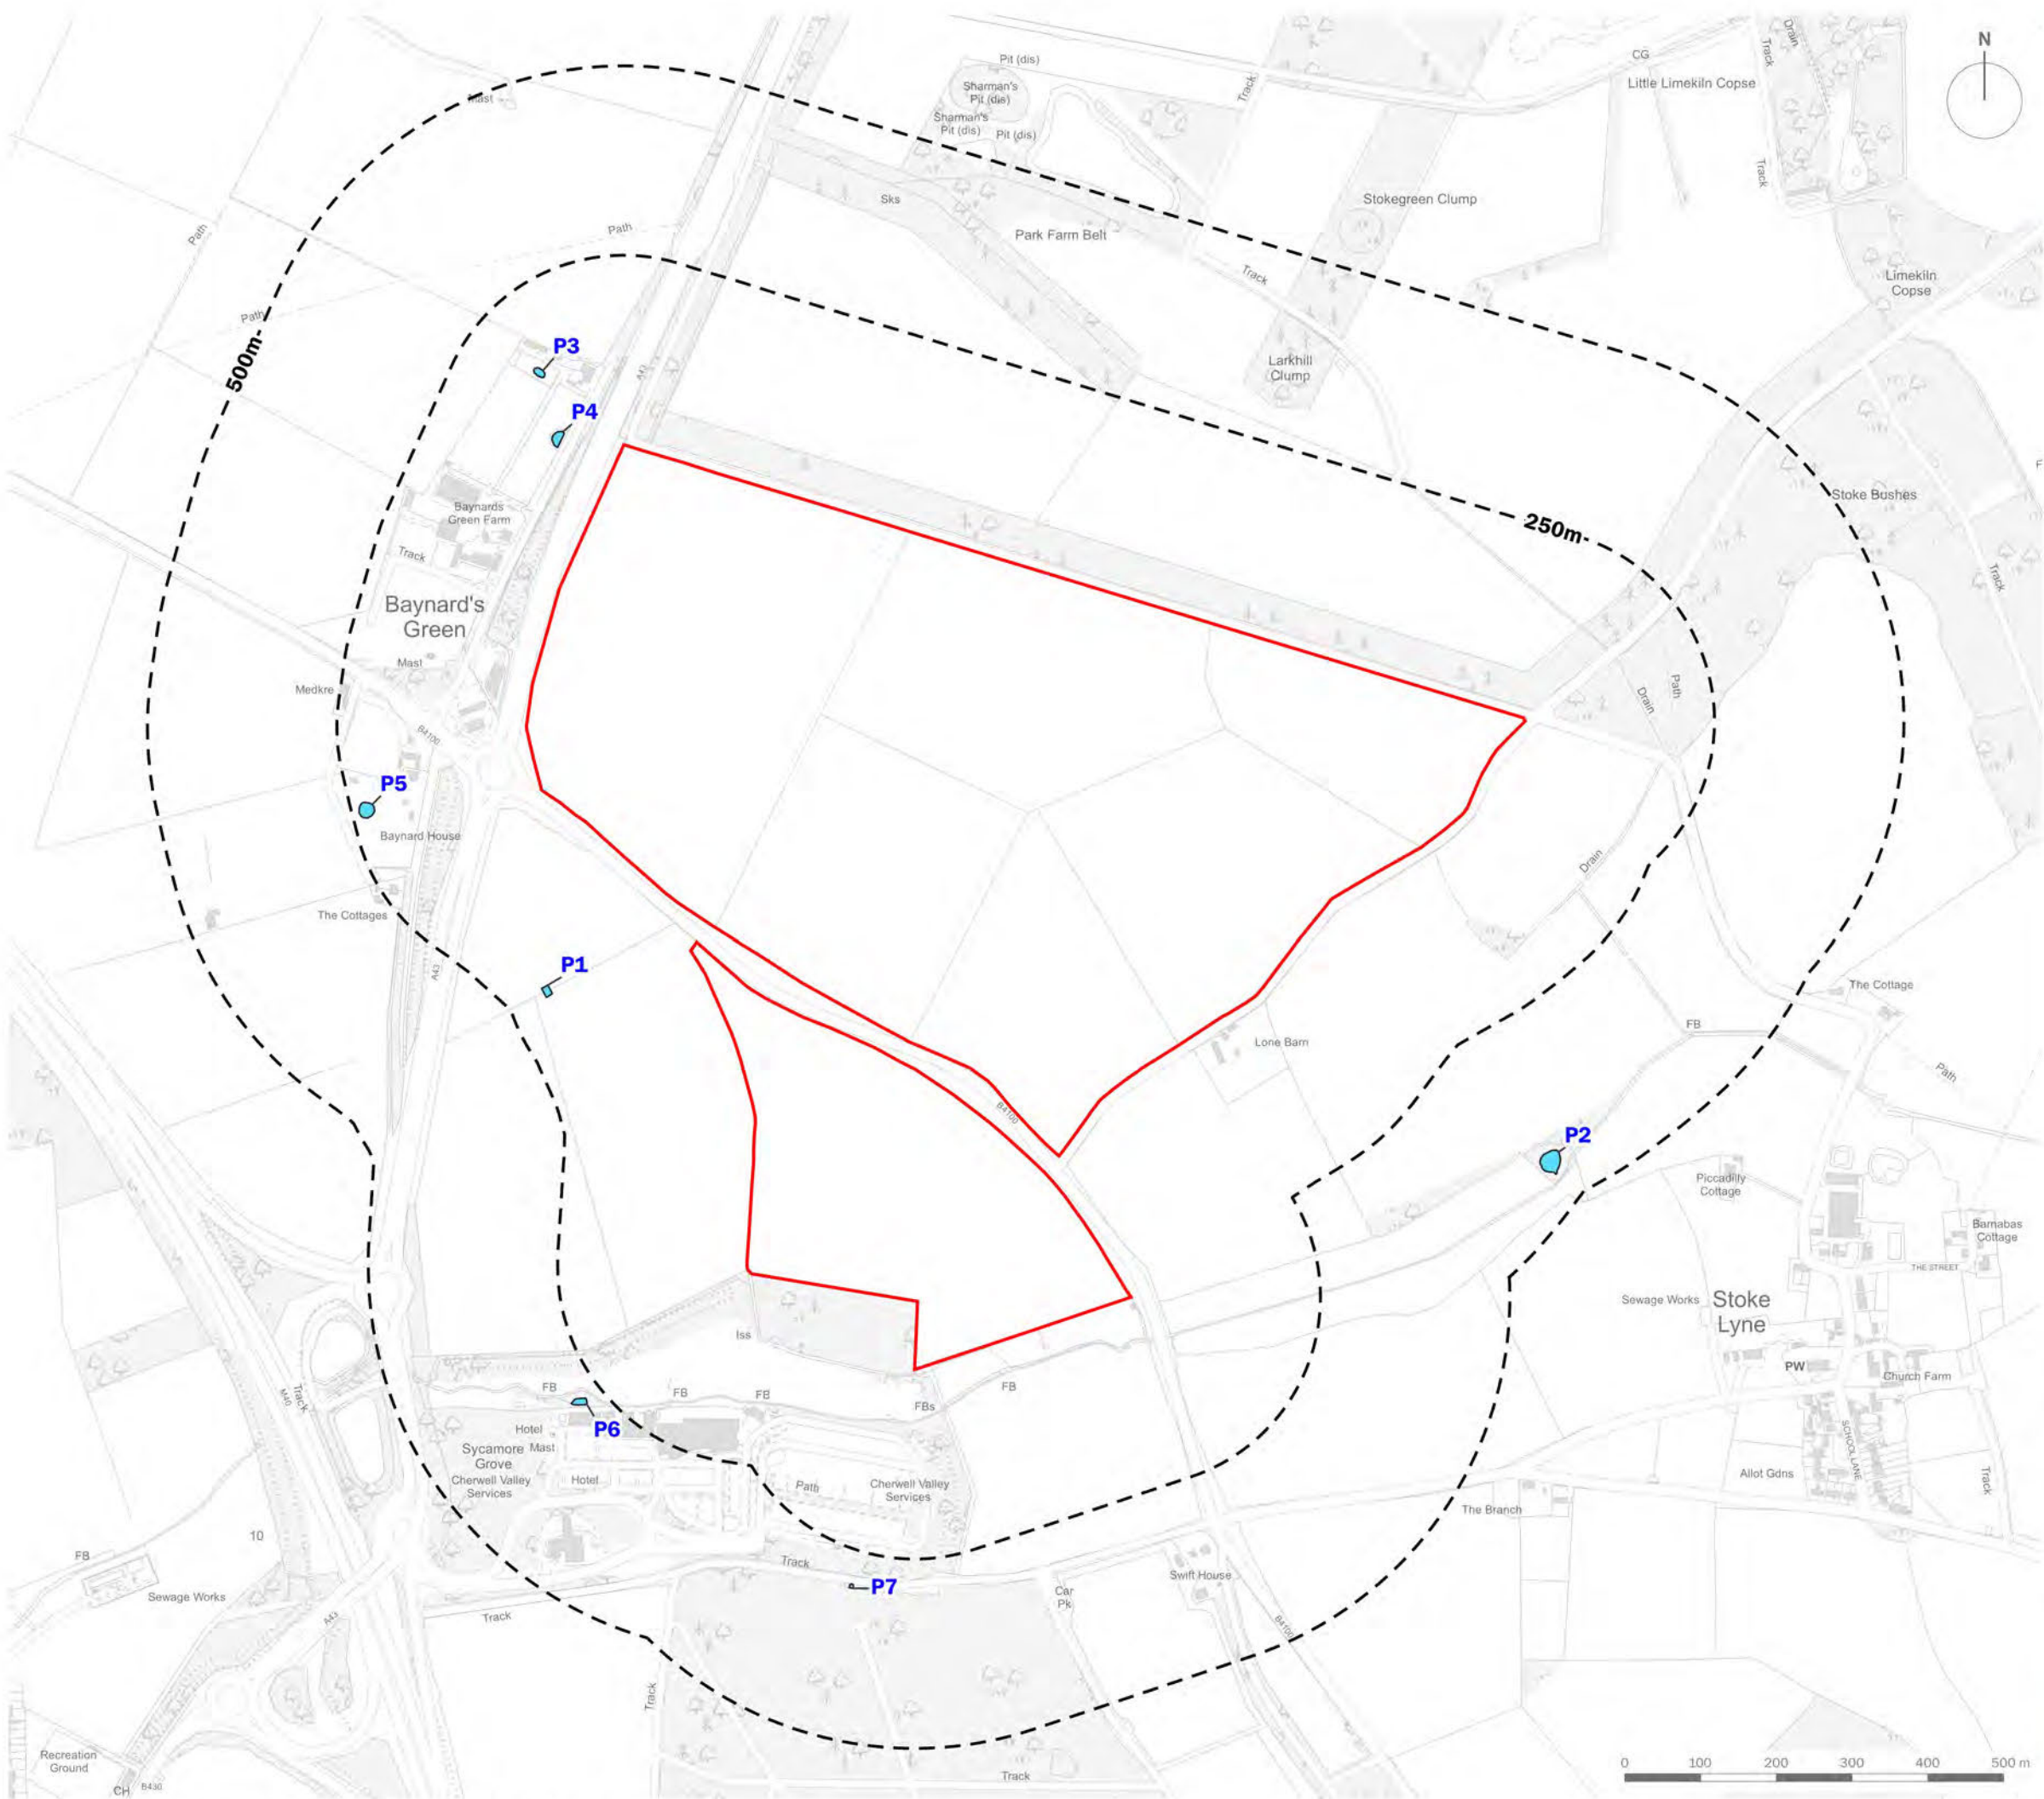 N
Pit (dis)
CG
Track
Drain
Little Limekiln Copse
Sharman's
Pit (dis)
Mast
Track
Sharman's
Pit (dis)
Pit (dis)
Track
Sks
Stokegreen Clump
Path
Path
Park Farm Belt
Track
Limekiln
Copse
Path
500m
P3
A43
Larkhill
Clump
P4
Stoke Bushes
Baynards
Green Farm
250m
Track
Track
Baynard's
Green
Mast
Medkre
Path
Drain
B4100
P5
Baynard House
Drain
The Cottages
P1
A43
The Cottage
FB
Lone Barn
Path
B4100
P2
Piccadilly
Cottage
Barnabas
Cottage
THE STREET
Sewage Works
Stoke
Lyne
Iss
PW
Church Farm
M40
Track
FB
FB
FB
FB
FBs
P6
Hotel
Mast
Sycamore
Grove
Cherwell Valley
Services
Hotel
Path
Cherwell Valley
Services
SCHOOL LANE
Allot Gdns
Track
The Branch
10
FB
Track
P7
Swift House
Car
Pk
Sewage Works
Track
A43
B4100
Track
Recreation
Ground
CH
B430
Track
0 100 200 300 400 500 m